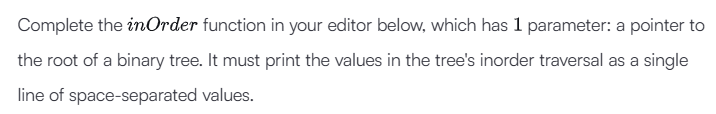 Complete the inOrder function in your editor below, which has 1 parameter: a pointer to
the root of a binary tree. It must print the values in the tree's inorder traversal as a single
line of space-separated values.